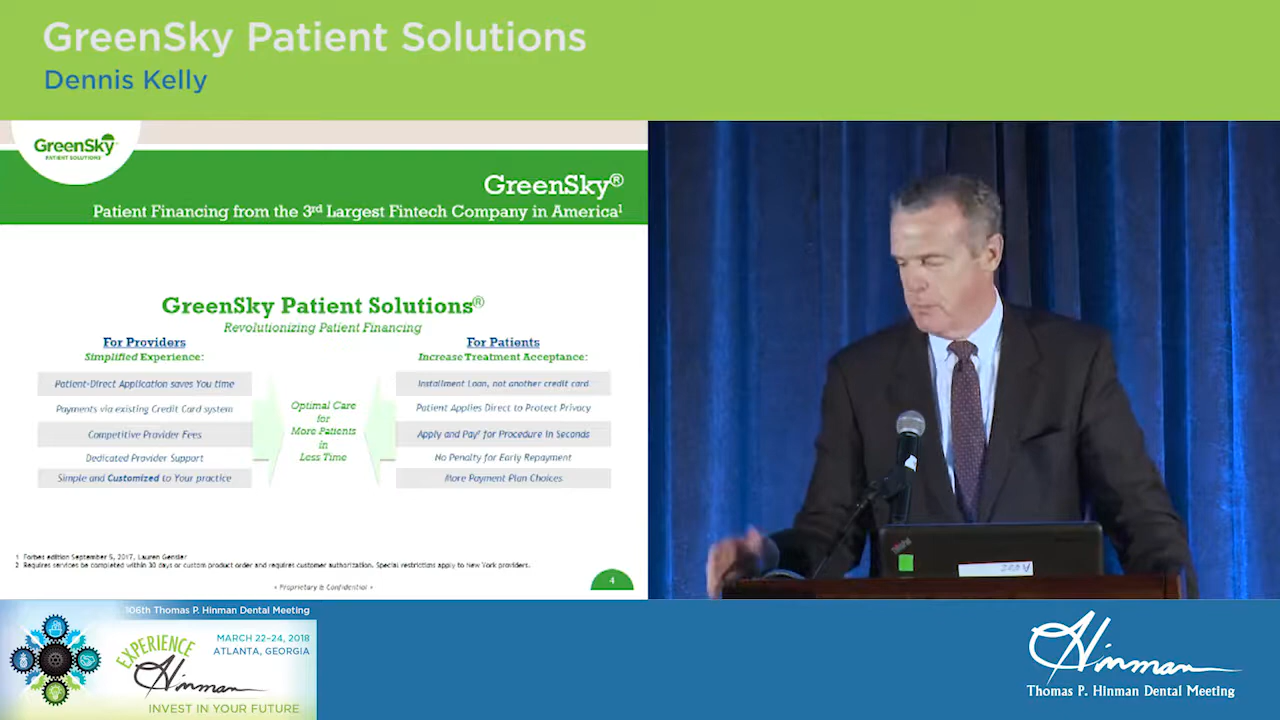 GreenSky Patient Solutions
Dennis Kelly
GreenSky
PATIENT SOLUTIONS
GreenSky®
Patient Financing from the 3rd Largest Fintech Company in America1
GreenSky Patient Solutions®
Revolutionizing Patient Financing
For Providers
Simplified Experience:
Patient-Direct Application saves You time
Payments via existing Credit Card system
Competitive Provider Fees
Dedicated Provider Support
Simple and Customized to Your practice
Optimal Care
for
More Patients
in
Less Time
For Patients
Increase Treatment Acceptance:
Installment Loan, not another credit card
Patient Applies Direct to Protect Privacy
Apply and Pay2 for Procedure in Seconds
No Penalty for Early Repayment
More Payment Plan Choices
1 Forbes edition September 5, 2017, Lauren Gensler
2 Requires services be completed within 30 days or custom product order and requires customer authorization. Special restrictions apply to New York providers.
• Proprietary & Confidential •
4
106th Thomas P. Hinman Dental Meeting
MARCH 22–24, 2018
ATLANTA, GEORGIA
EXPERIENCE
Hinman
INVEST IN YOUR FUTURE
Hinman
Thomas P. Hinman Dental Meeting